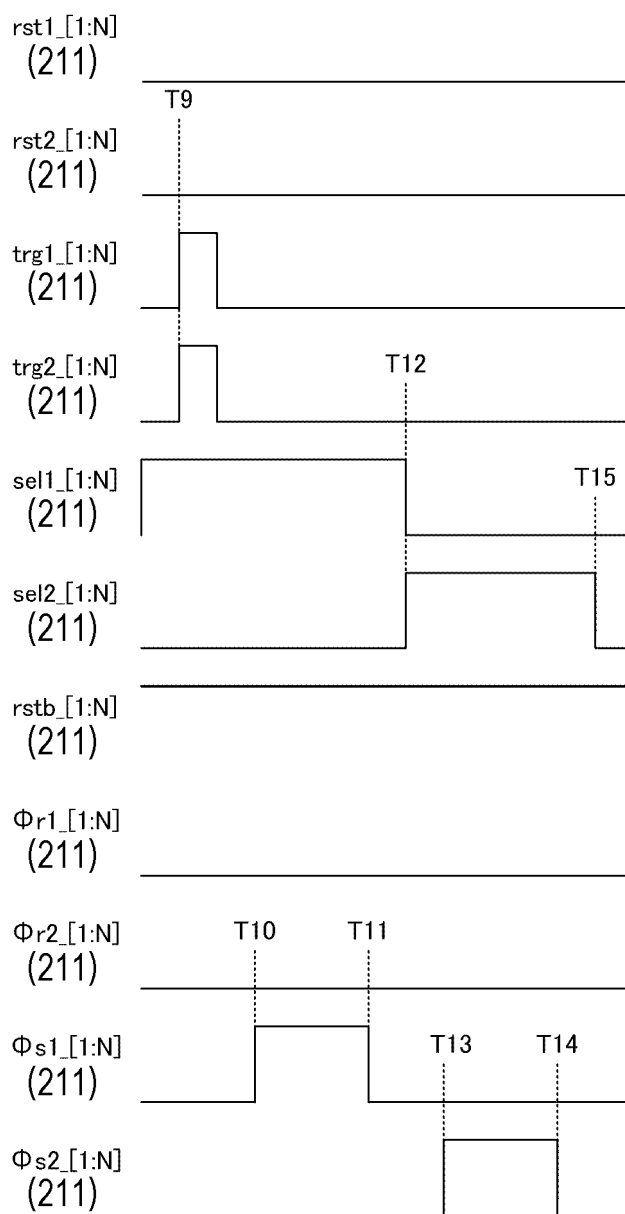 rst1_[1:N]
(211)
T9
rst2_[1:N]
(211)
trg1_[1:N]
(211)
trg2_[1:N]
(211)
T12
sel1_[1:N]
(211)
T15
sel2_[1:N]
(211)
rstb_[1:N]
(211)
Φr1_[1:N]
(211)
Φr2_[1:N]
(211)
T10
T11
Φs1_[1:N]
(211)
T13
T14
Φs2_[1:N]
(211)